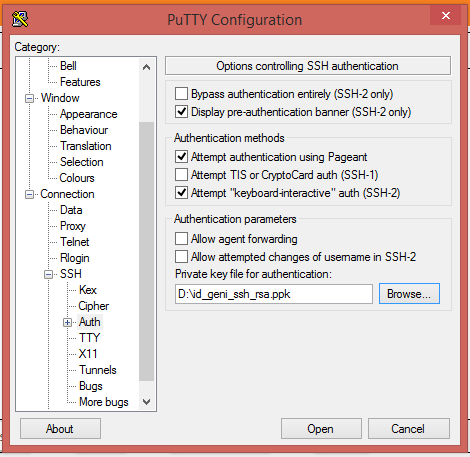 PuTTY Configuration
Category:
Bell
Features
Window
Appearance
Behaviour
Translation
Selection
Colours
Connection
Data
Proxy
Telnet
Rlogin
SSH
Kex
Cipher
Auth
TTY
X11
Tunnels
Bugs
More bugs
Options controlling SSH authentication
Bypass authentication entirely (SSH-2 only)
Display pre-authentication banner (SSH-2 only)
Authentication methods
Attempt authentication using Pageant
Attempt TIS or CryptoCard auth (SSH-1)
Attempt "keyboard-interactive" auth (SSH-2)
Authentication parameters
Allow agent forwarding
Allow attempted changes of username in SSH-2
Private key file for authentication:
D:\id_geni_ssh_rsa.ppk
Browse...
About
Open
Cancel